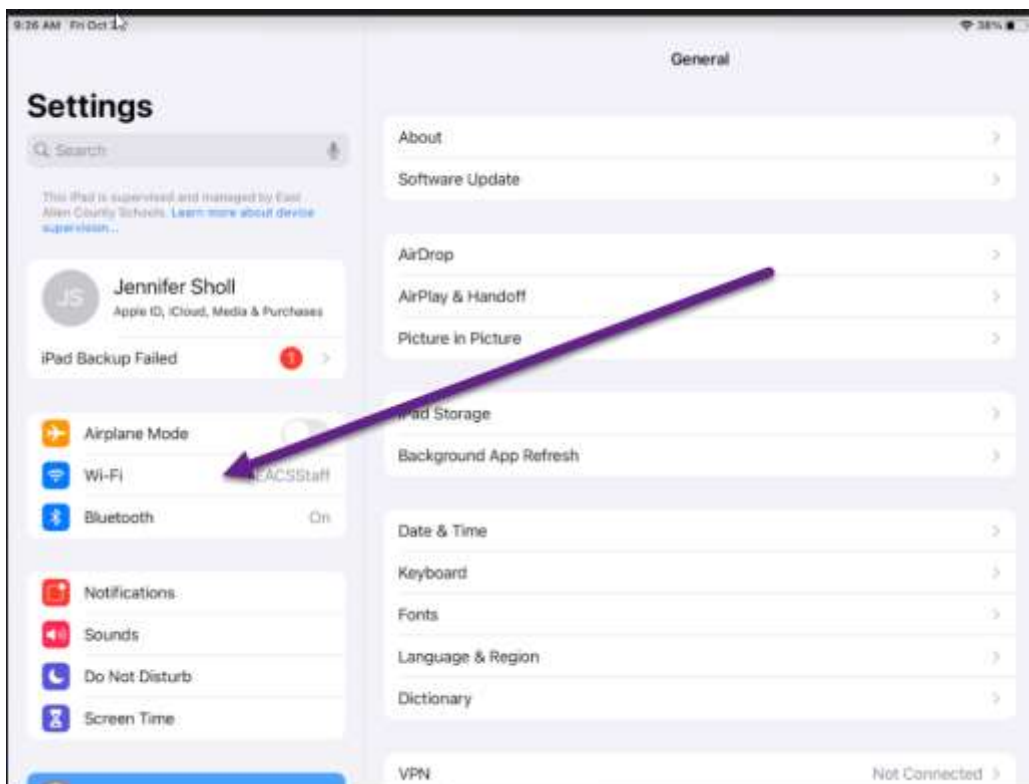 9:26 AM Fri Oct
38%
General
Settings
Search
This iPad is supervised and managed by East
Allen County Schools. Learn more about device
supervision...
JS
Jennifer Sholl
Apple ID, iCloud, Media & Purchases
iPad Backup Failed
1
Airplane Mode
Wi-Fi
EACSStaff
Bluetooth
On
Notifications
Sounds
Do Not Disturb
Screen Time
About
Software Update
AirDrop
AirPlay & Handoff
Picture in Picture
iPad Storage
Background App Refresh
Date & Time
Keyboard
Fonts
Language & Region
Dictionary
VPN
Not Connected